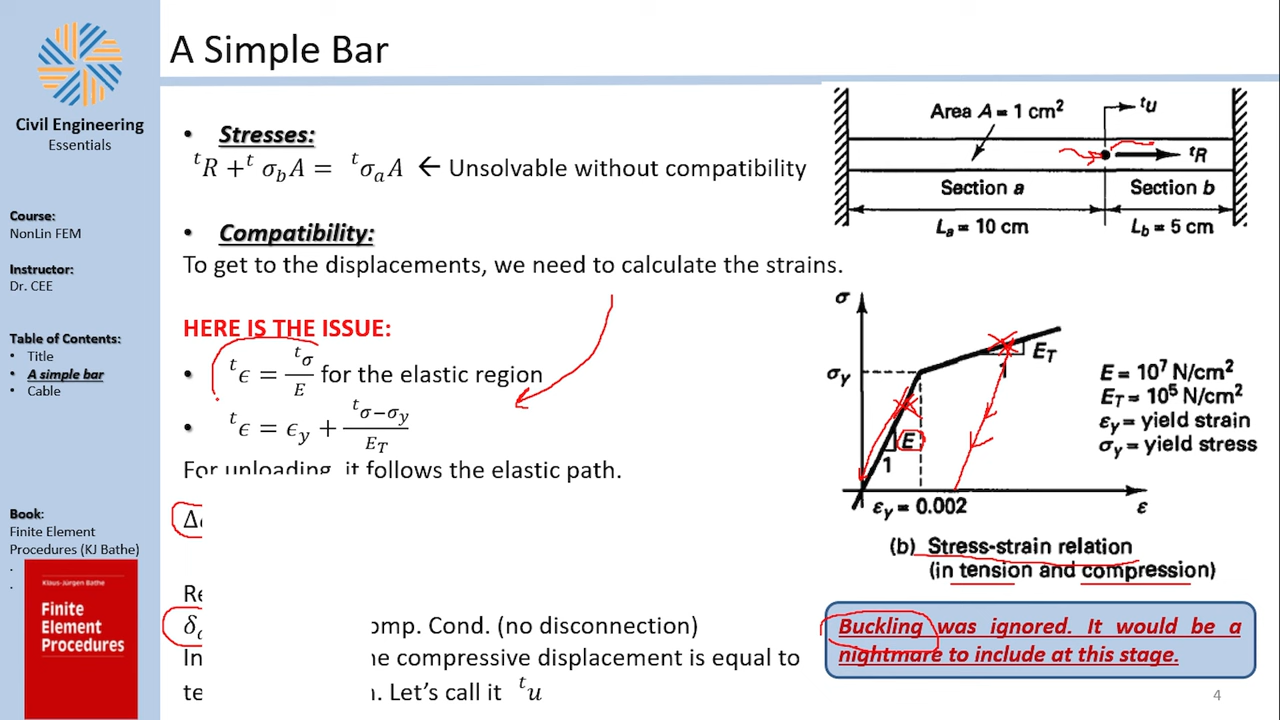 A Simple Bar
Civil Engineering
Essentials
Course:
NonLin FEM
Instructor:
Dr. CEE
Table of Contents:
• Title
• A simple bar
• Cable
Book:
Finite Element
Procedures (KJ Bathe)
.
.
Klaus-Jürgen Bathe
Finite
Element
Procedures
• Stresses:
ᵗR +ᵗ σ_bA = ᵗσ_aA ← Unsolvable without compatibility
• Compatibility:
To get to the displacements, we need to calculate the strains.
HERE IS THE ISSUE:
• ᵗϵ = ᵗσ/E for the elastic region
• ᵗϵ = ϵ_y + (ᵗσ−σ_y)/E_T
For unloading, it follows the elastic path.
Re
omp. Cond. (no disconnection)
In he compressive displacement is equal to
te . Let's call it ᵗu
Area A = 1 cm²
ᵗu
ᵗR
Section a
Section b
L_a = 10 cm
L_b = 5 cm
σ
σ_y
E_T
1
E
1
ε_y = 0.002
ε
E = 10⁷ N/cm²
E_T = 10⁵ N/cm²
ε_y = yield strain
σ_y = yield stress
(b) Stress-strain relation
(in tension and compression)
Buckling was ignored. It would be a
nightmare to include at this stage.
4